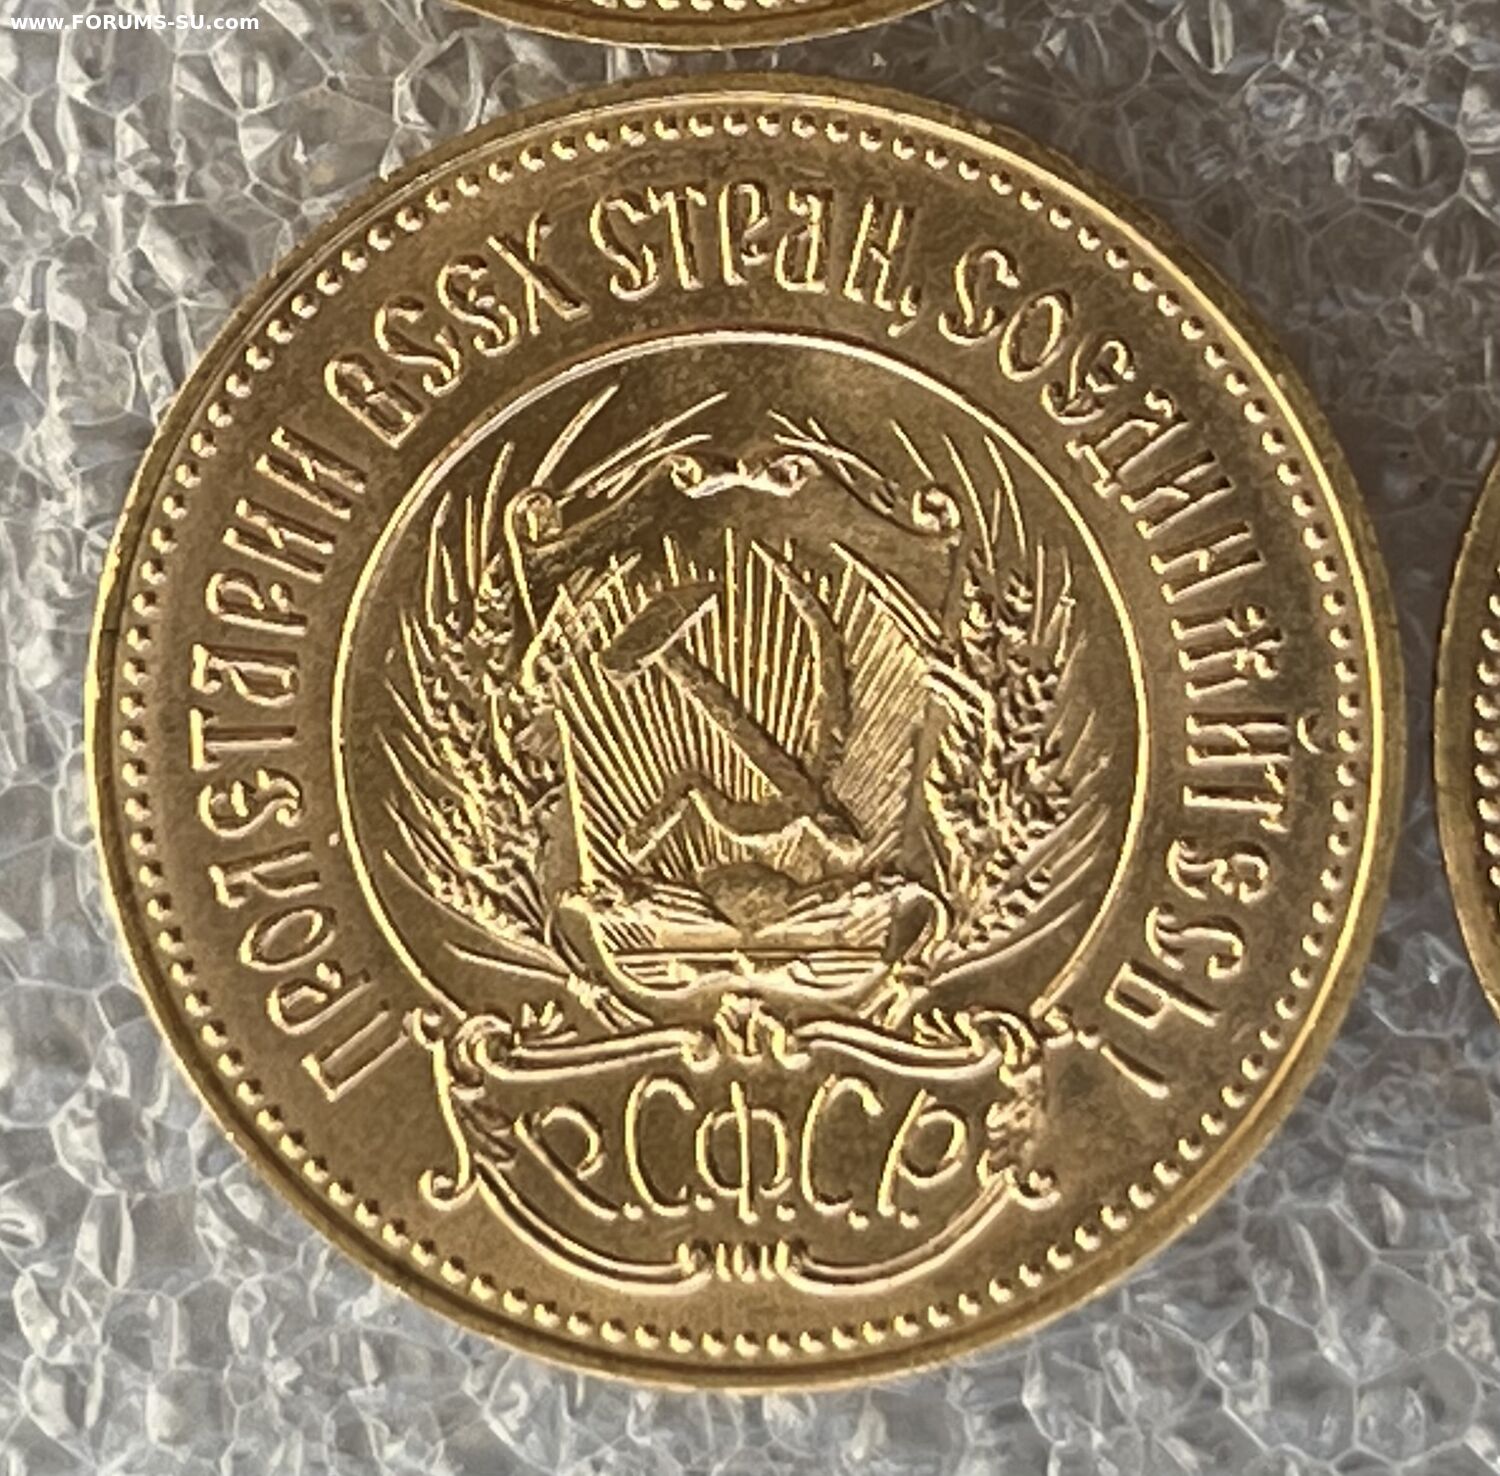 www.FORUMS-SU.com
ПРОЛЕТАРИИ ВСЕХ СТРАН, СОЕДИНЯЙТЕСЬ!
Р.С.Ф.С.Р.